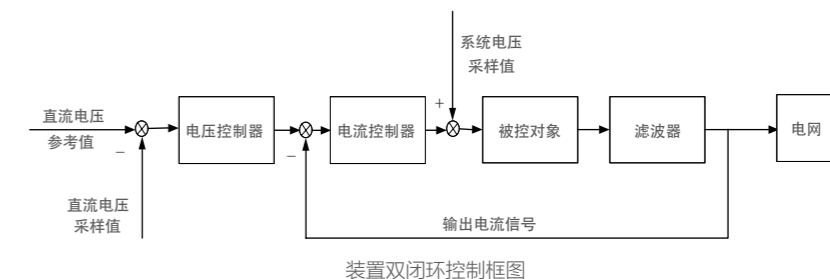 系统电压
采样值
+
直流电压
参考值
−
电压控制器
−
电流控制器
被控对象
滤波器
电网
直流电压
采样值
输出电流信号
装置双闭环控制框图